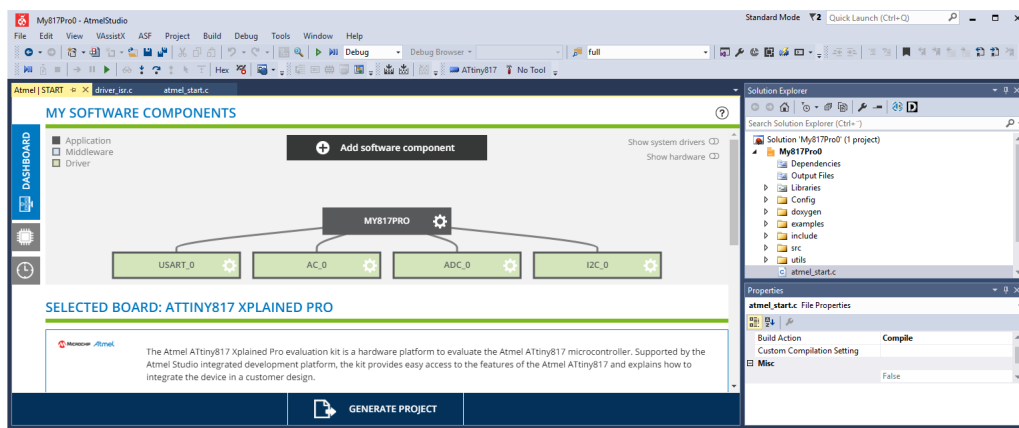 My817Pro0 - AtmelStudio
Standard Mode 2 Quick Launch (Ctrl+Q)
File Edit View VAssistX ASF Project Build Debug Tools Window Help
Debug Debug Browser full
Hex ATtiny817 No Tool
Atmel | START driver_isr.c atmel_start.c
MY SOFTWARE COMPONENTS
?
DASHBOARD
Application
Middleware
Driver
Add software component
Show system drivers
Show hardware
MY817PRO
USART_0 AC_0 ADC_0 I2C_0
SELECTED BOARD: ATTINY817 XPLAINED PRO
MICROCHIP Atmel
The Atmel ATtiny817 Xplained Pro evaluation kit is a hardware platform to evaluate the Atmel ATtiny817 microcontroller. Supported by the
Atmel Studio integrated development platform, the kit provides easy access to the features of the Atmel ATtiny817 and explains how to
integrate the device in a customer design.
GENERATE PROJECT
Solution Explorer
Search Solution Explorer (Ctrl+¨)
Solution 'My817Pro0' (1 project)
My817Pro0
Dependencies
Output Files
Libraries
Config
doxygen
examples
include
src
utils
atmel_start.c
Properties
atmel_start.c File Properties
Build Action Compile
Custom Compilation Setting
Misc
False